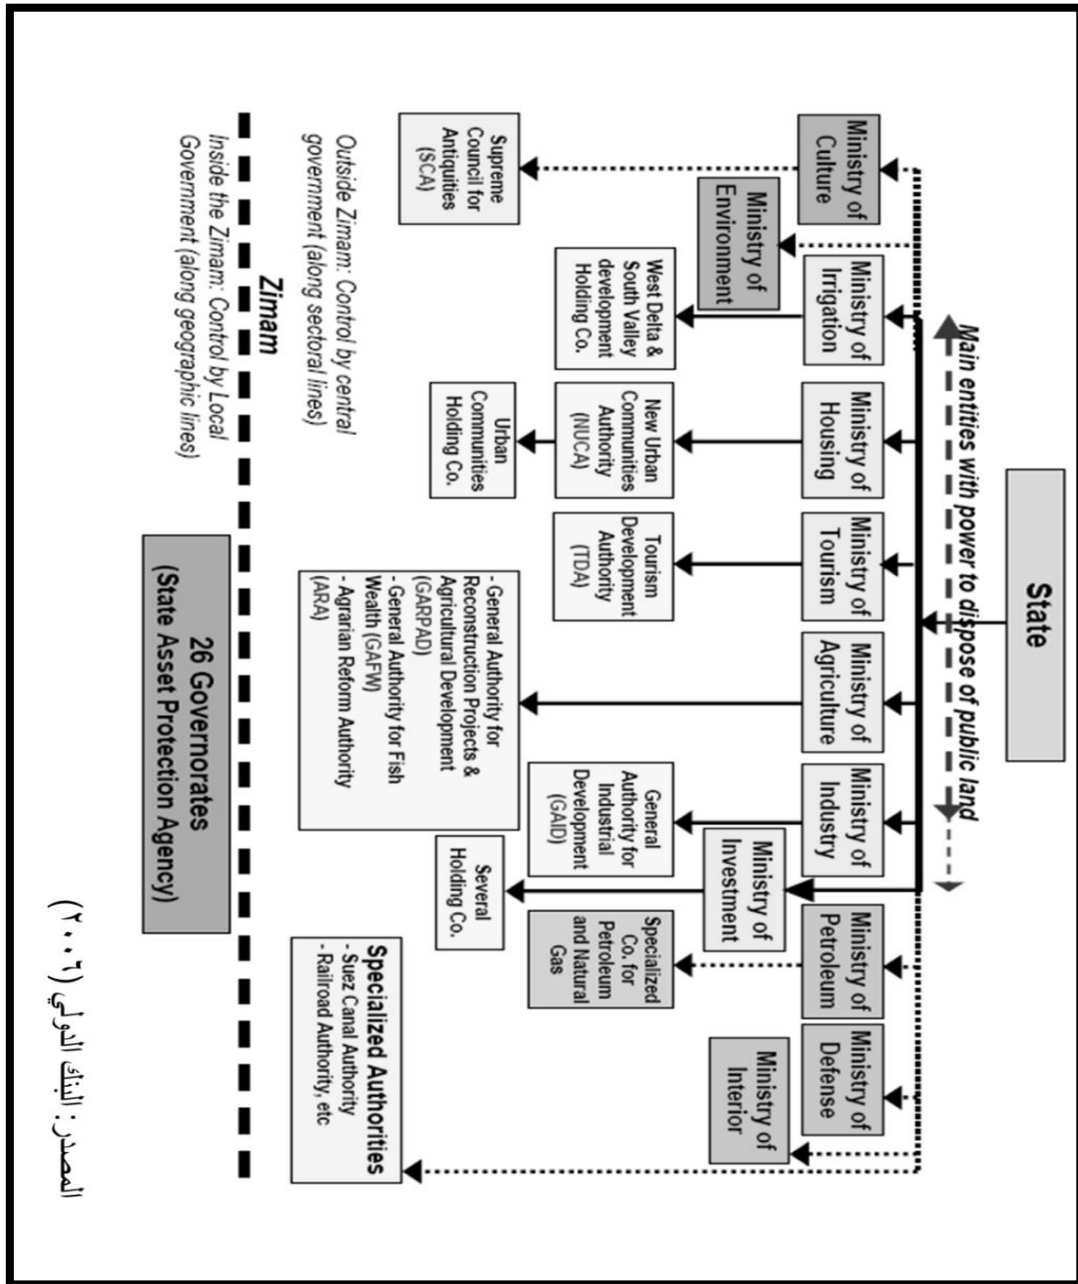 State
Main entities with power to dispose of public land
Ministry of
Culture
Ministry of
Irrigation
Ministry of
Housing
Ministry of
Tourism
Ministry of
Agriculture
Ministry of
Industry
Ministry of
Petroleum
Ministry of
Defense
Ministry of
Environment
Ministry of
Investment
Ministry of
Interior
West Delta &
South Valley
development
Holding Co.
New Urban
Communities
Authority
(NUCA)
Tourism
Development
Authority
(TDA)
General
Authority for
Industrial
Development
(GAID)
Specialized
Co. for
Petroleum
and Natural
Gas
Supreme
Council for
Antiquities
(SCA)
Urban
Communities
Holding Co.
- General Authority for
Reconstruction Projects &
Agricultural Development
(GARPAD)
- General Authority for Fish
Wealth (GAFW)
- Agrarian Reform Authority
(ARA)
Several
Holding Co.
Specialized Authorities
- Suez Canal Authority
- Railroad Authority, etc
Outside Zimam: Control by central
government (along sectoral lines)
Zimam
Inside the Zimam: Control by Local
Government (along geographic lines)
26 Governorates
(State Asset Protection Agency)
المصدر: البنك الدولي (٢٠٠٦)